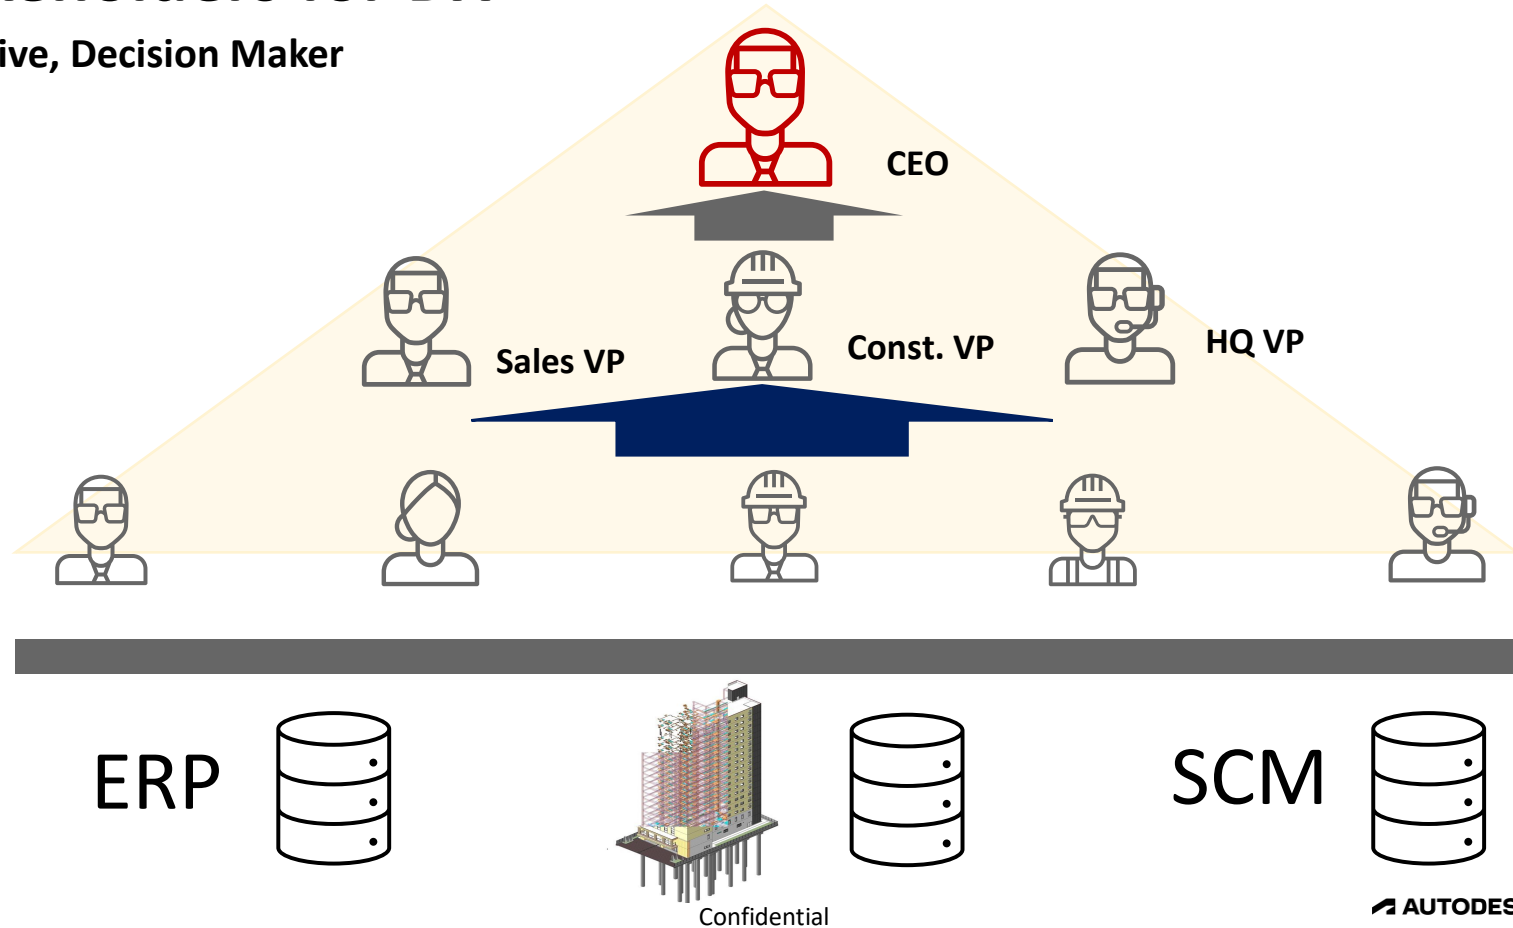 ive, Decision Maker
CEO
Sales VP
Const. VP
HQ VP
ERP
SCM
Confidential
AUTODES